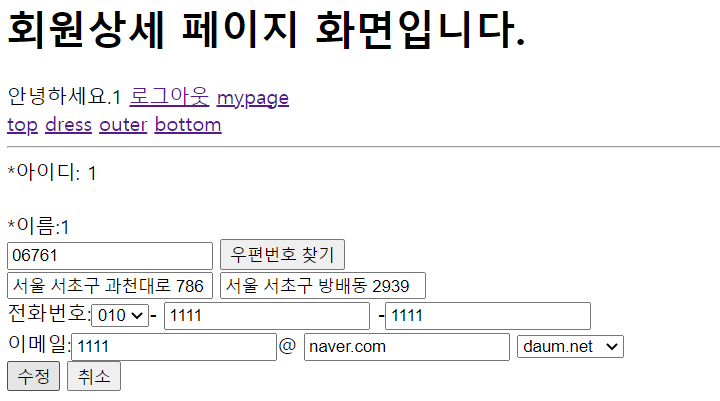 회원상세 페이지 화면입니다.
안녕하세요.1 로그아웃 mypage
top dress outer bottom
*아이디: 1
*이름:1
06761 우편번호 찾기
서울 서초구 과천대로 786 서울 서초구 방배동 2939
전화번호:010 - 1111 -1111
이메일:1111 @ naver.com daum.net
수정 취소